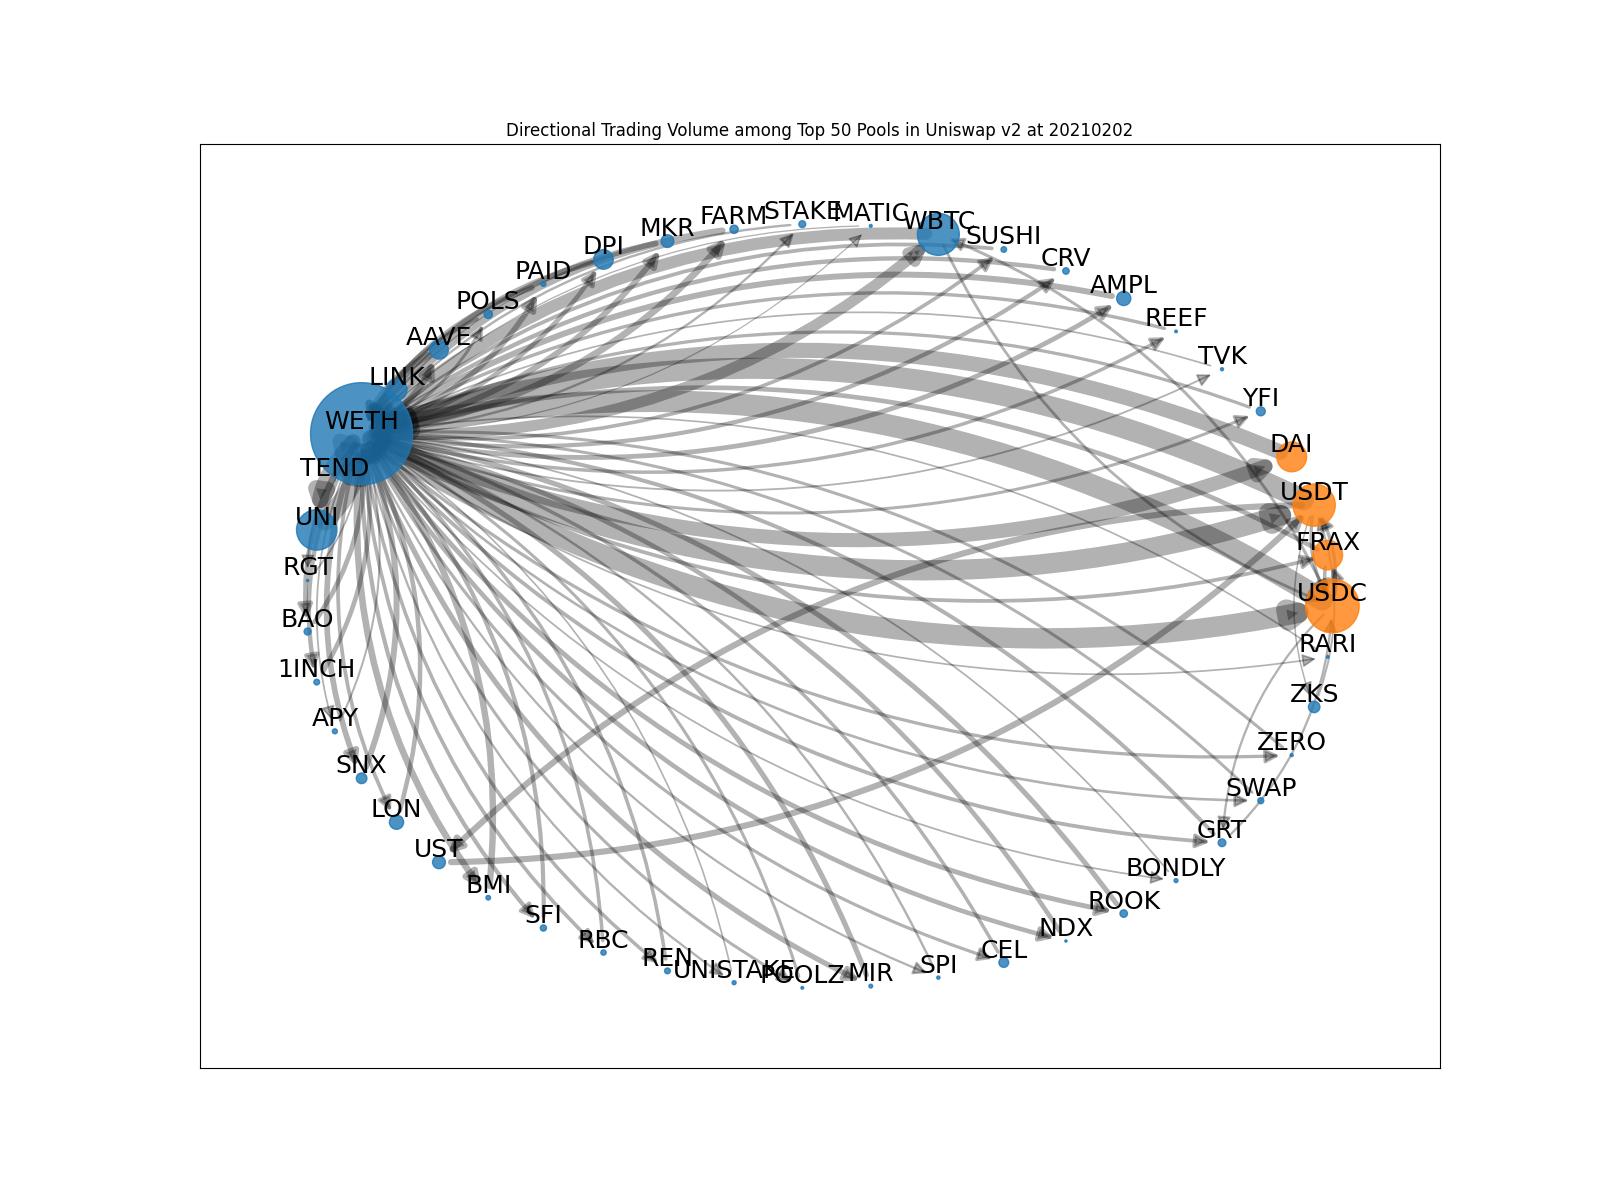 Directional Trading Volume among Top 50 Pools in Uniswap v2 at 20210202
STAKE
MATIC
FARM
WBTC
MKR
SUSHI
DPI
CRV
PAID
AMPL
POLS
REEF
AAVE
TVK
LINK
YFI
WETH
DAI
TEND
USDT
UNI
FRAX
RGT
USDC
BAO
RARI
1INCH
ZKS
APY
ZERO
SNX
SWAP
LON
GRT
UST
BONDLY
BMI
ROOK
SFI
NDX
RBC
CEL
REN
SPI
UNISTAKE
POOLZ
MIR